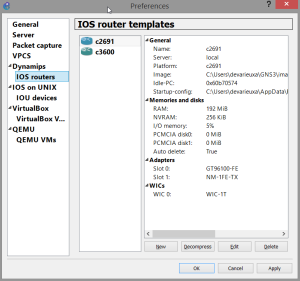 Preferences
General
Server
Packet capture
VPCS
Dynamips
IOS routers
IOS on UNIX
IOU devices
VirtualBox
VirtualBox V...
QEMU
QEMU VMs
IOS router templates
c2691
c3600
General
Name: c2691
Server: local
Platform: c2691
Image: C:\Users\devarieuxa\GNS3\ima
Idle-PC: 0x60b70574
Startup-config: C:\Users\devarieuxa\AppData\
Memories and disks
RAM: 192 MiB
NVRAM: 256 KiB
I/O memory: 5%
PCMCIA disk0: 0 MiB
PCMCIA disk1: 0 MiB
Auto delete: True
Adapters
Slot 0: GT96100-FE
Slot 1: NM-1FE-TX
WICs
WIC 0: WIC-1T
New Decompress Edit Delete
OK Cancel Apply